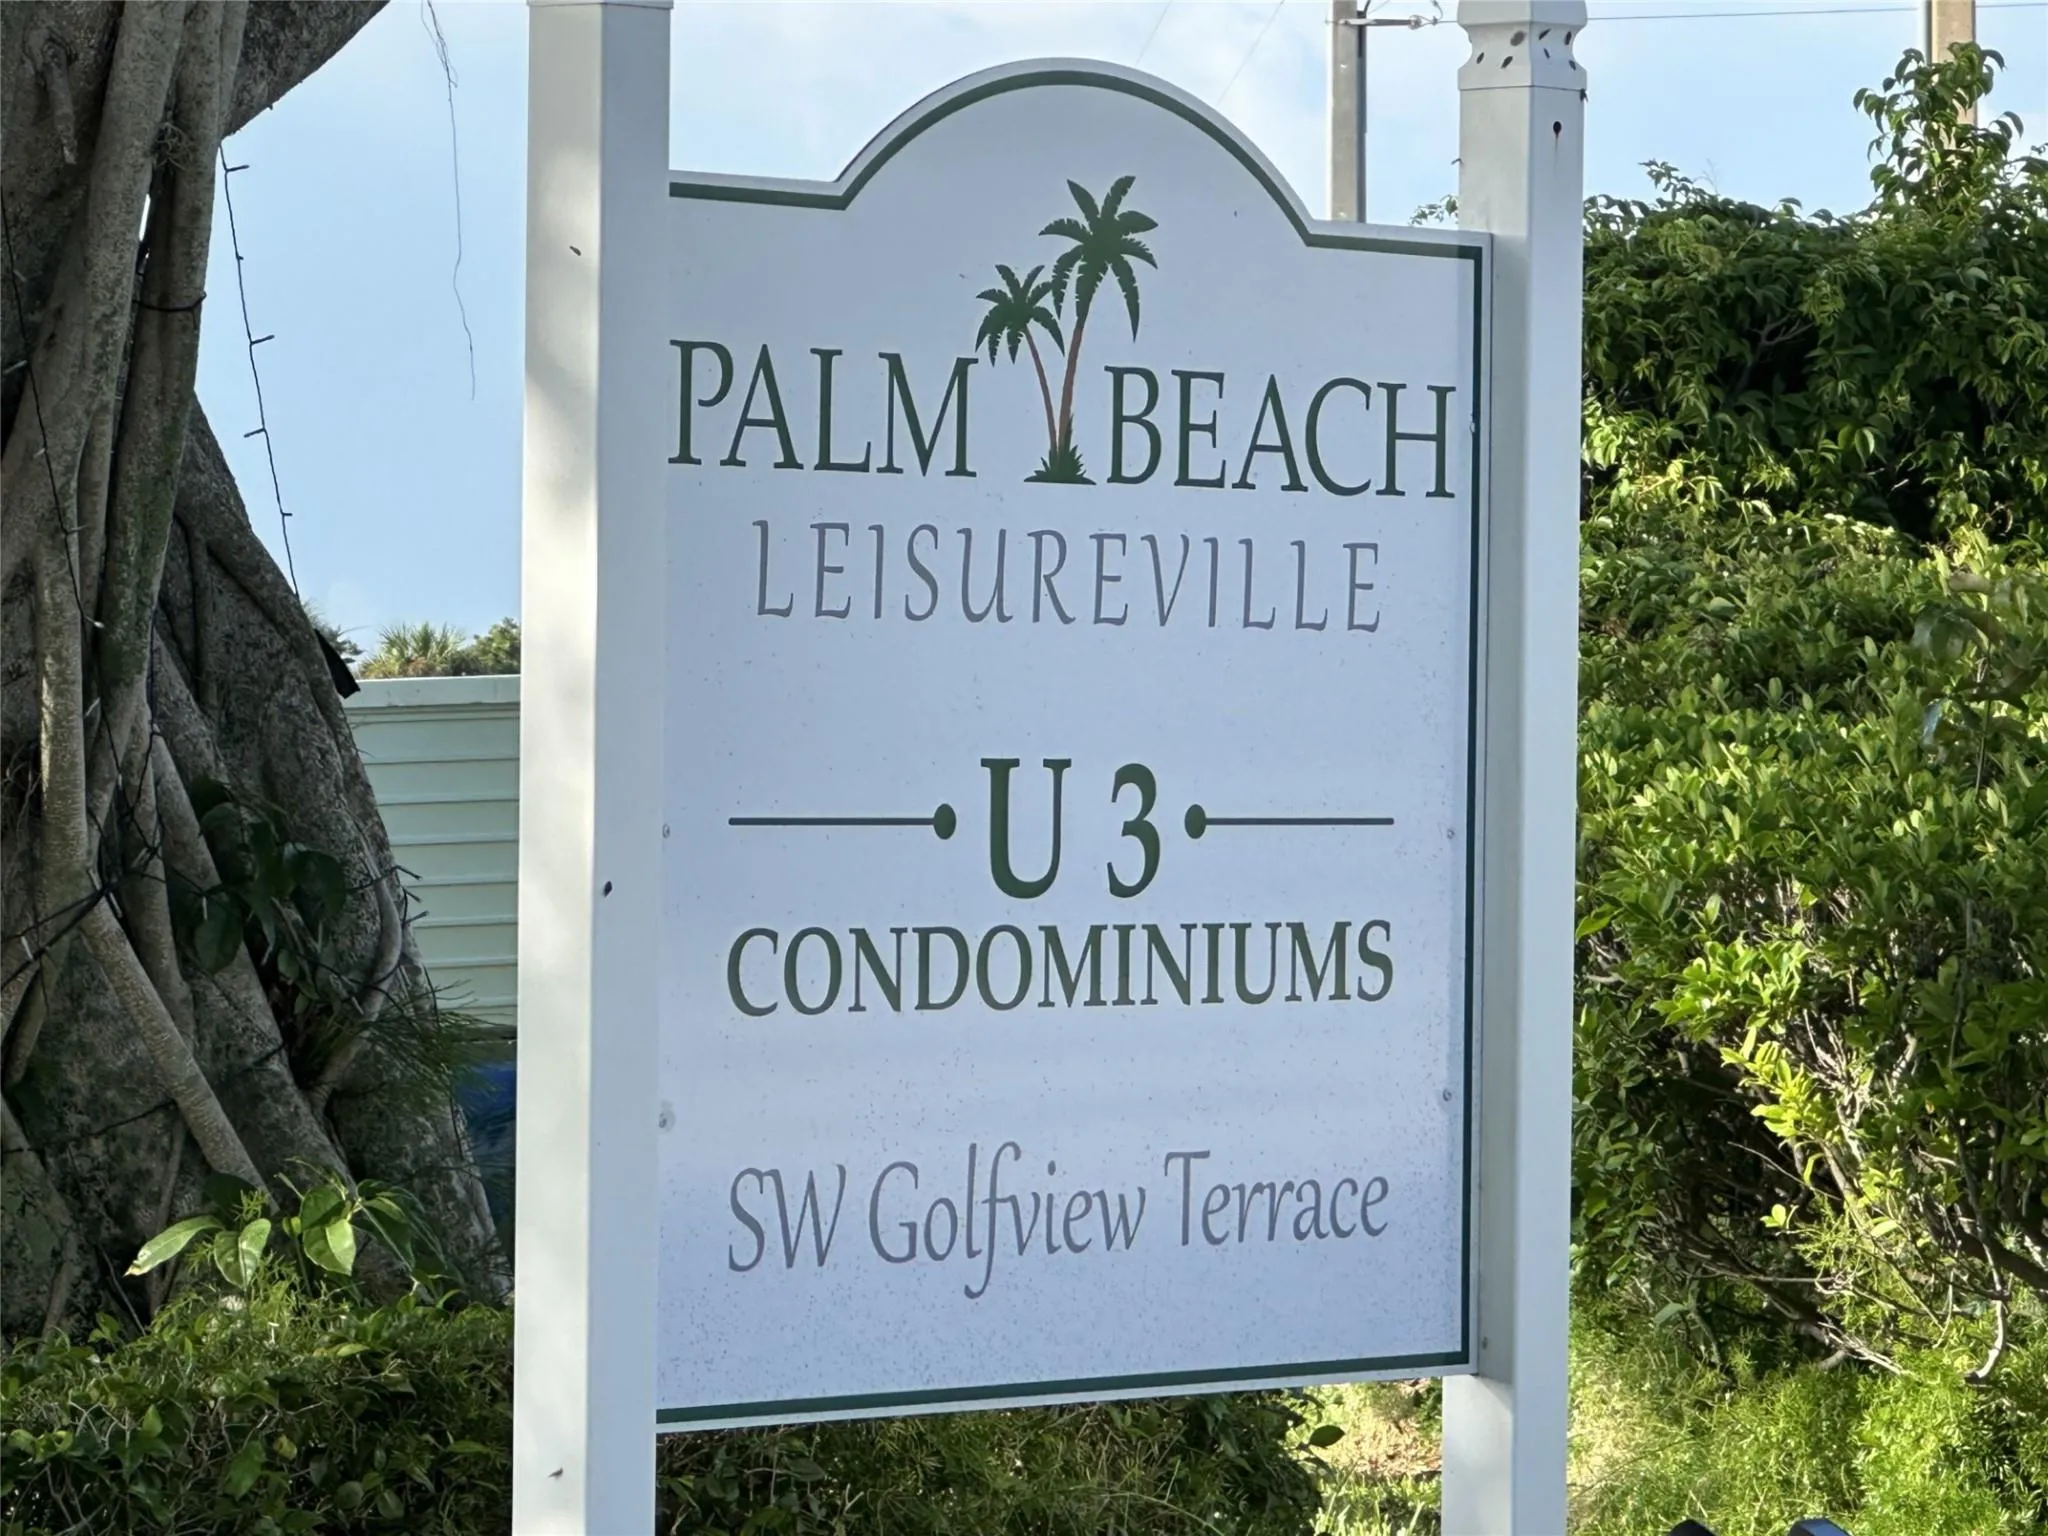 PALM BEACH
LEISUREVILLE
U 3
CONDOMINIUMS
SW Golfview Terrace